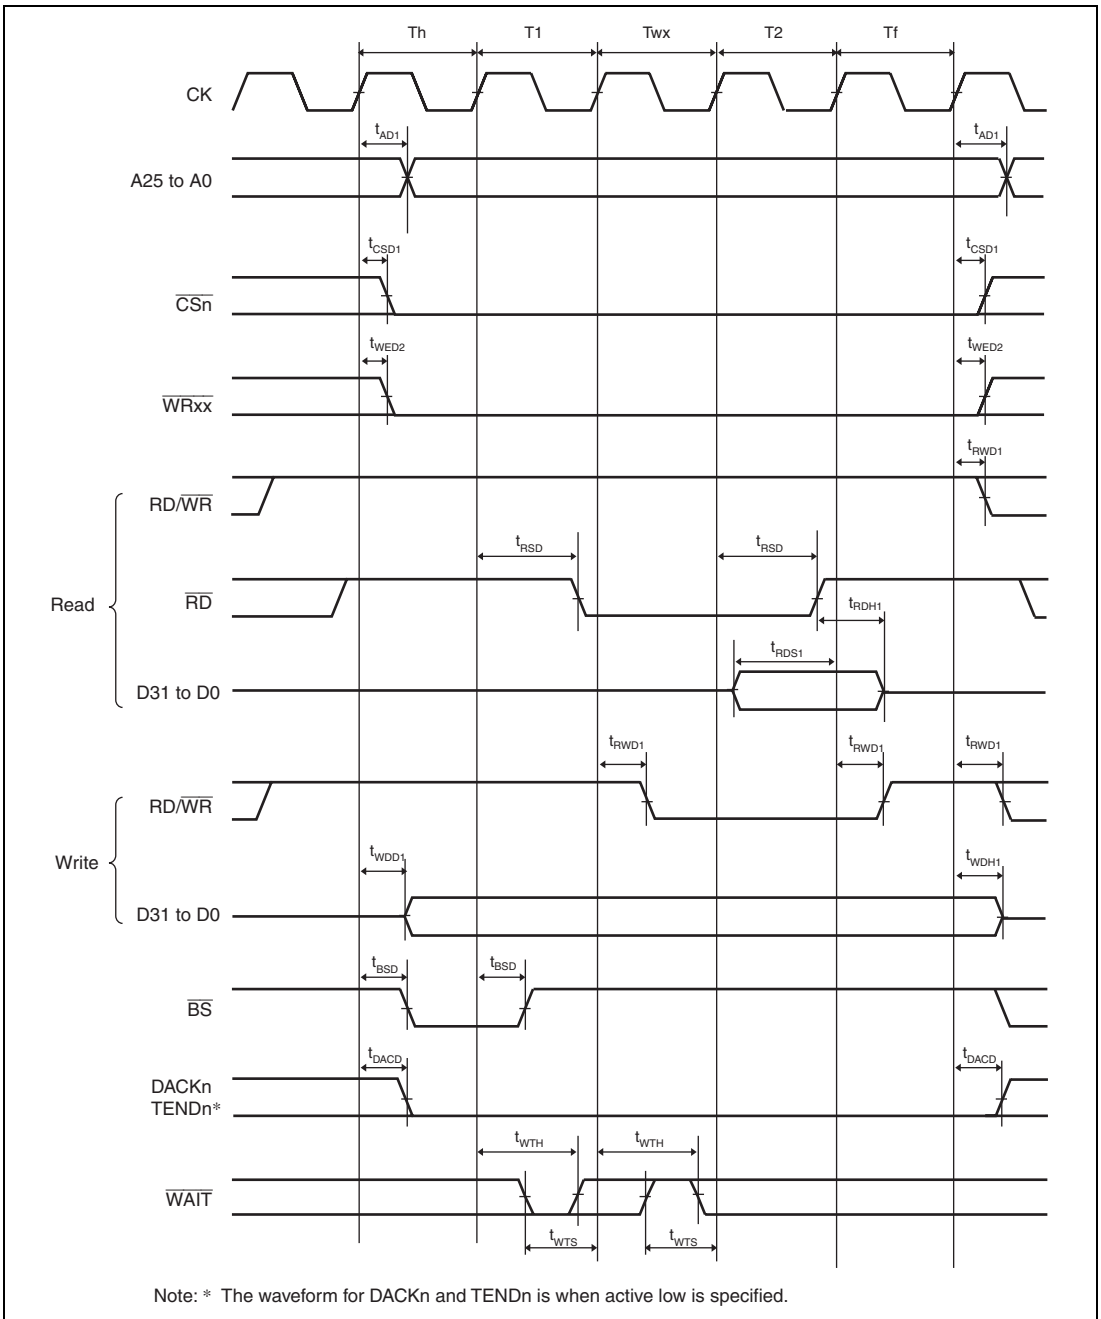 Th T1 Twx T2 Tf
CK
tAD1 tAD1
A25 to A0
tCSD1 tCSD1
CSn
tWED2 tWED2
WRxx
tRWD1
RD/WR
tRSD tRSD
Read RD
tRDH1
tRDS1
D31 to D0
tRWD1 tRWD1 tRWD1
RD/WR
Write
tWDD1 tWDH1
D31 to D0
tBSD tBSD
BS
tDACD tDACD
DACKn
TENDn*
tWTH tWTH
WAIT
tWTS tWTS
Note: * The waveform for DACKn and TENDn is when active low is specified.